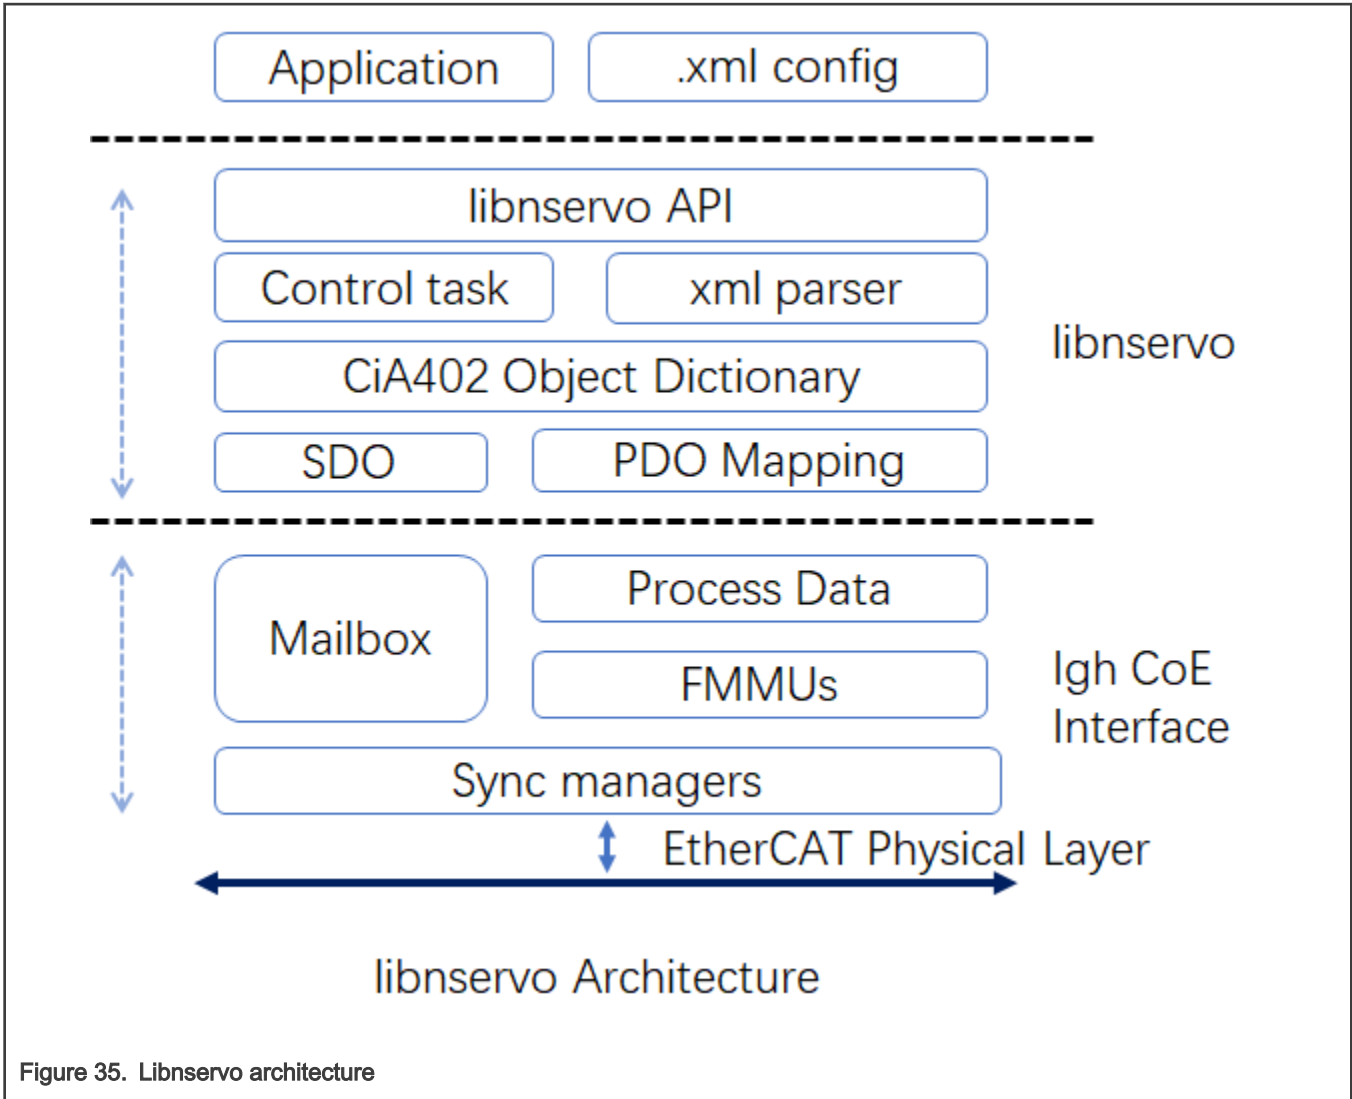 Application
.xml config
libnservo API
Control task
xml parser
libnservo
CiA402 Object Dictionary
SDO
PDO Mapping
Mailbox
Process Data
FMMUs
Igh CoE
Interface
Sync managers
EtherCAT Physical Layer
libnservo Architecture
Figure 35. Libnservo architecture